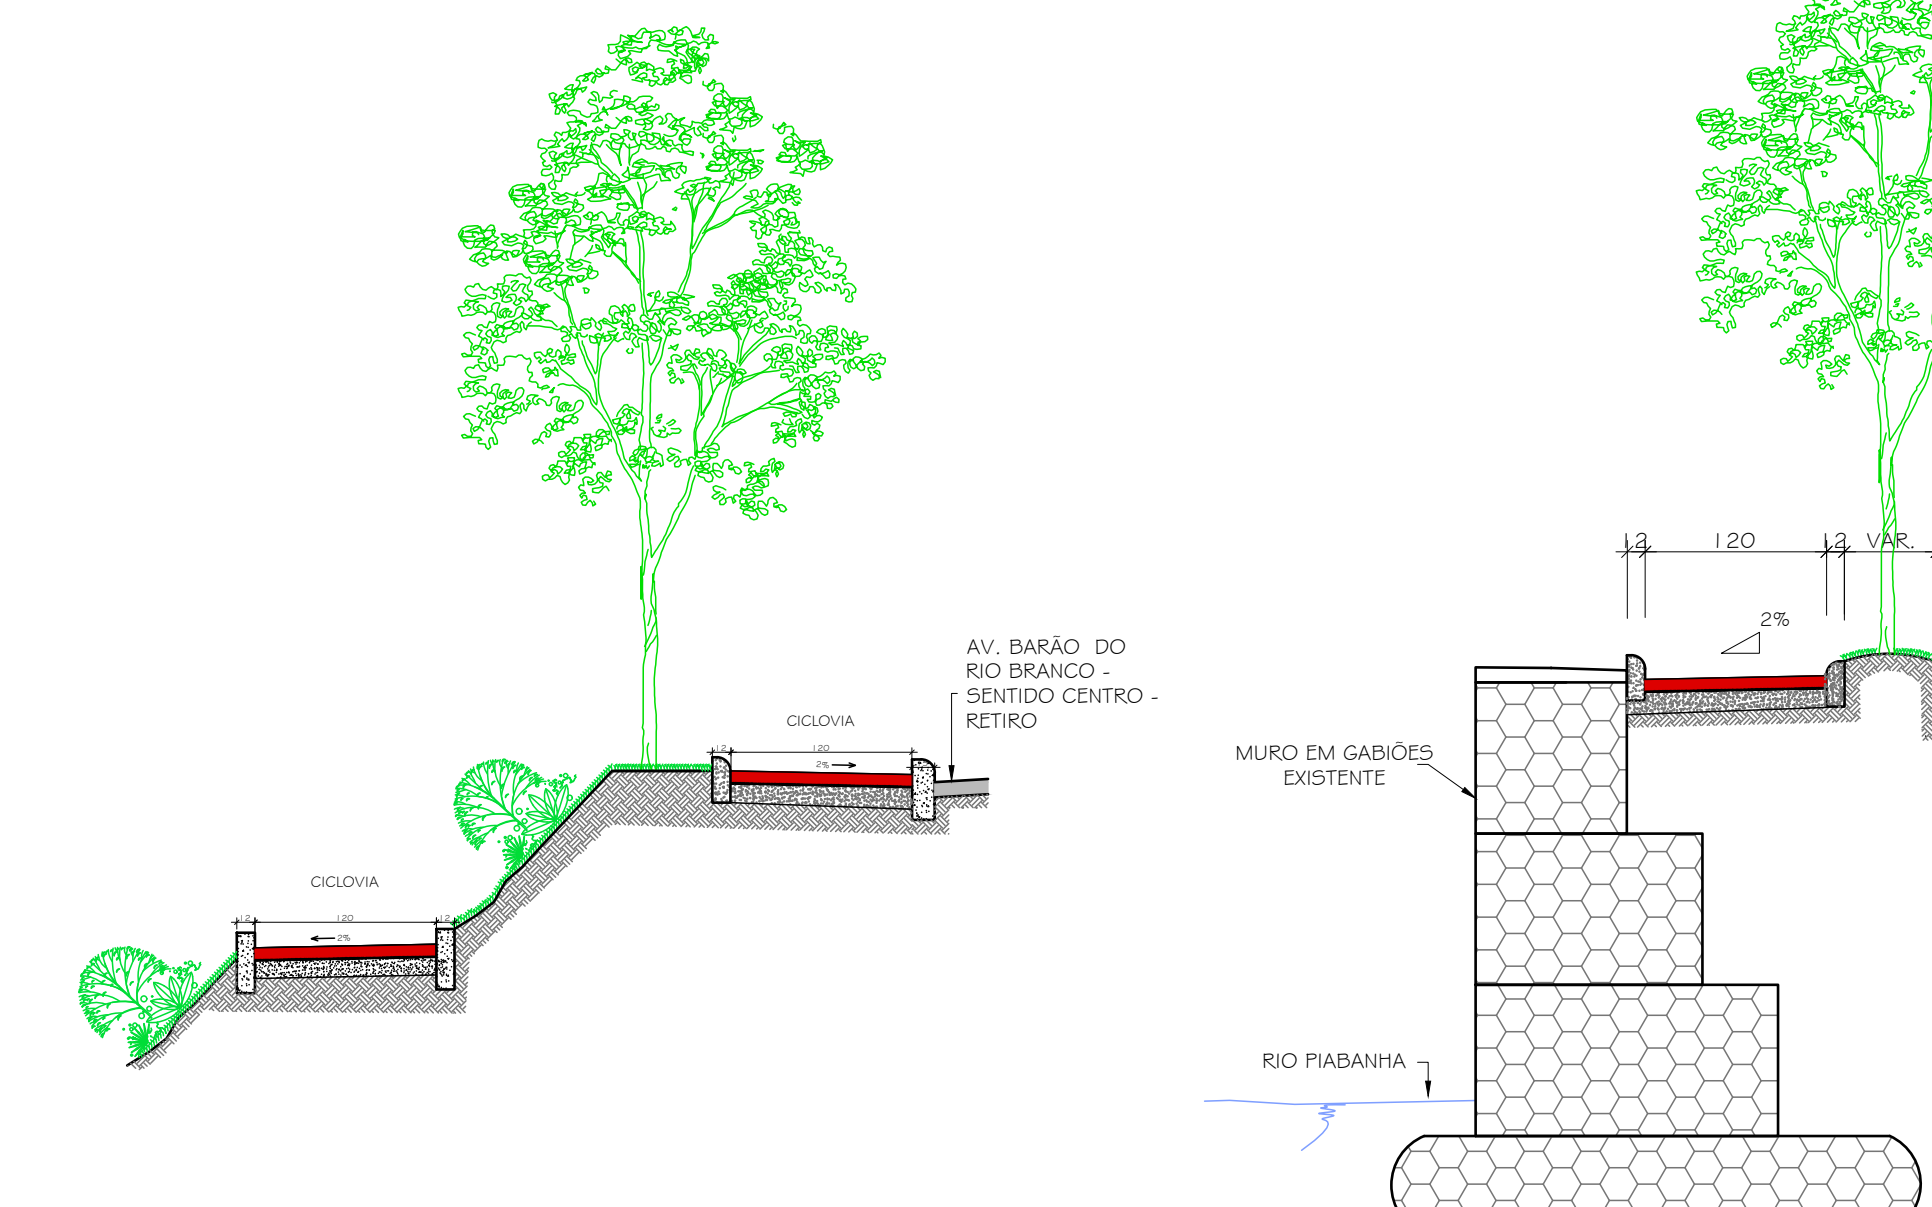 12 120 12 VAR.
2%
AV. BARÃO DO
RIO BRANCO -
SENTIDO CENTRO -
RETIRO
CICLOVIA
12 120
2%
MURO EM GABIÕES
EXISTENTE
CICLOVIA
12 120 12
2%
RIO PIABANHA